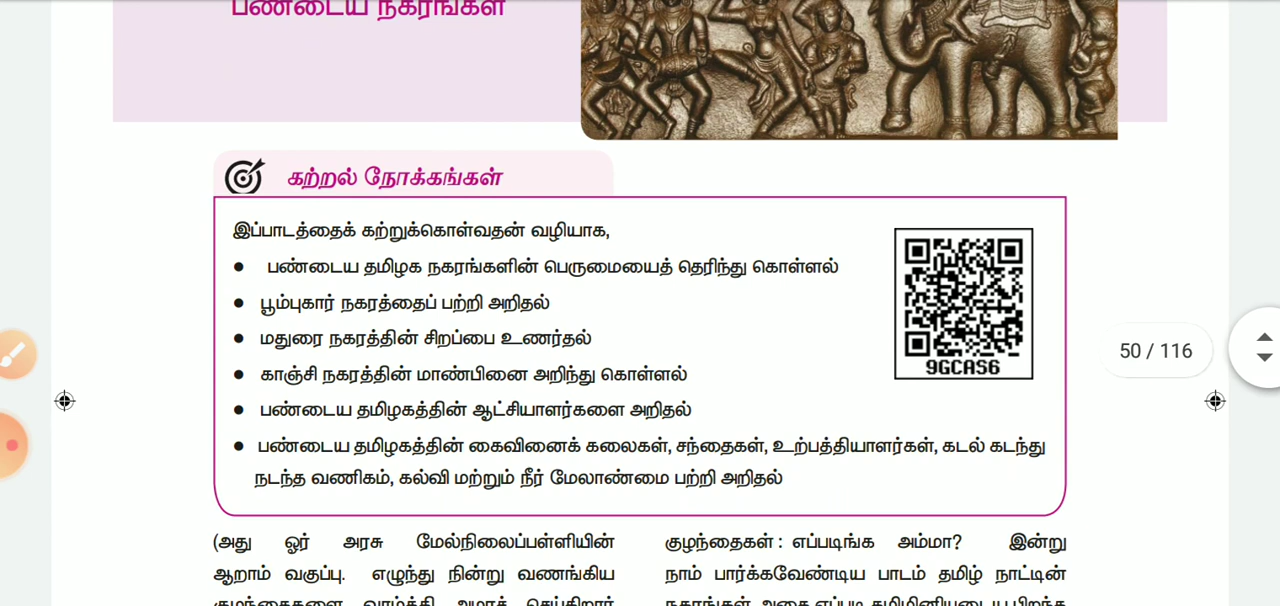 பண்டைய நகரங்கள்
கற்றல் நோக்கங்கள்
இப்பாடத்தைக் கற்றுக்கொள்வதன் வழியாக,
● பண்டைய தமிழக நகரங்களின் பெருமையைத் தெரிந்து கொள்ளல்
● பூம்புகார் நகரத்தைப் பற்றி அறிதல்
● மதுரை நகரத்தின் சிறப்பை உணர்தல்
● காஞ்சி நகரத்தின் மாண்பினை அறிந்து கொள்ளல்
● பண்டைய தமிழகத்தின் ஆட்சியாளர்களை அறிதல்
● பண்டைய தமிழகத்தின் கைவினைக் கலைகள், சந்தைகள், உற்பத்தியாளர்கள், கடல் கடந்து
நடந்த வணிகம், கல்வி மற்றும் நீர் மேலாண்மை பற்றி அறிதல்
9GCAS6
50 / 116
(அது ஓர் அரசு மேல்நிலைப்பள்ளியின்
ஆறாம் வகுப்பு. எழுந்து நின்று வணங்கிய
குழந்தைகளை வாழ்த்தி அமரச் செய்கிறார்
குழந்தைகள் : எப்படிங்க அம்மா? இன்று
நாம் பார்க்கவேண்டிய பாடம் தமிழ் நாட்டின்